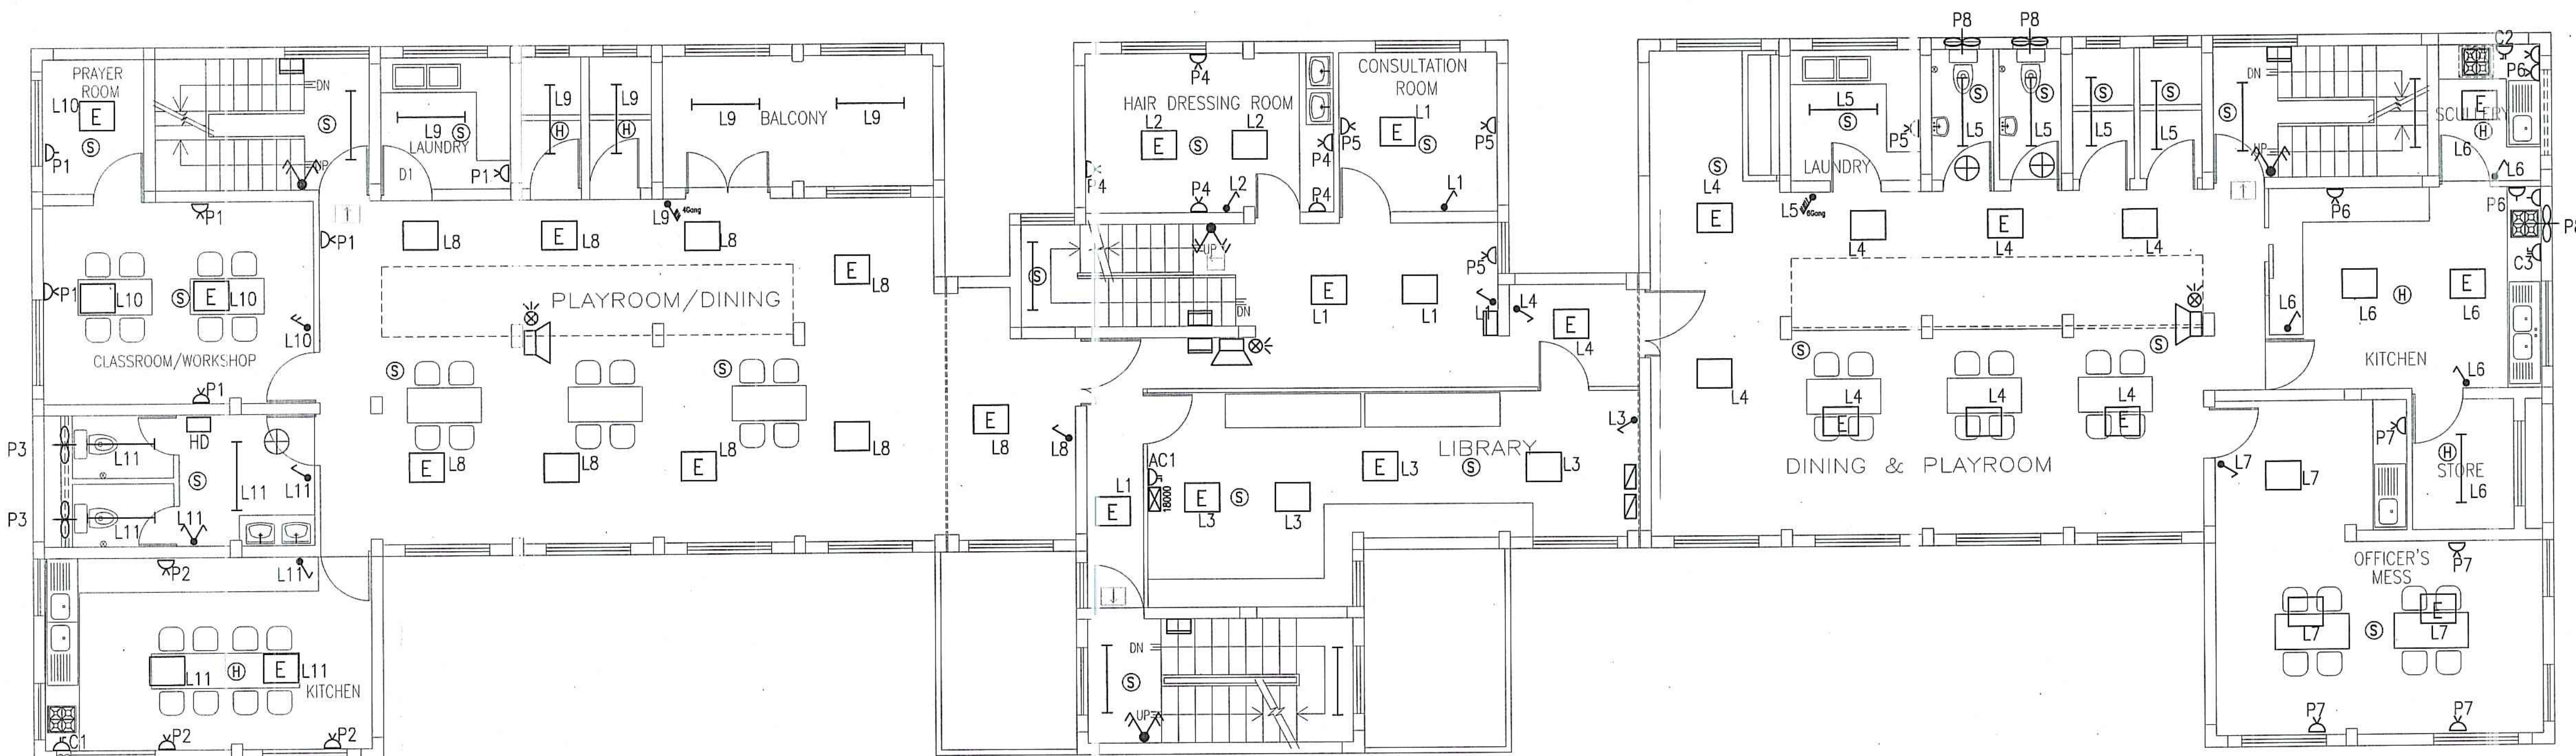 P8
P8
C2
PRAYER
ROOM
L10
E
S
P1
DN
UP
S
L9
S
LAUNDRY
D1
P1
L9
H
L9
H
L9
BALCONY
L9
P4
HAIR DRESSING ROOM
L2
E
S
L2
P4
P4
P4
L2
P4
CONSULTATION
ROOM
L1
E
S
P5
P5
L1
L4
E
S
L5
S
LAUNDRY
P5
S
L5
S
L5
S
L5
S
L5
S
DN
UP
P6
E
SCULLERY
H
L6
L6
P1
P1
L9
4Gang
L8
E
L8
L8
E
L8
S
UP
DN
E
L1
L1
P5
L1
L4
E
L4
L5
6Gang
L4
E
L4
L4
P6
P6
P8
C3
L6
H
E
L6
L6
P1
L10
S
E
L10
L10
CLASSROOM/WORKSHOP
P1
PLAYROOM/DINING
S
S
E
L8
L8
L8
E
L8
L8
E
L8
L4
S
S
L4
E
L4
L4
E
DINING & PLAYROOM
KITCHEN
L6
P3
L11
HD
S
L11
L11
P3
L11
L11
L1
E
AC1
18000
E
L3
S
L3
E
L3
LIBRARY
S
L3
L3
L7
L7
P7
H
STORE
L6
P2
L11
L11
H
E
L11
KITCHEN
C1
P2
P2
DN
S
UP
OFFICER'S
MESS
P7
L7
S
E
L7
P7
P7